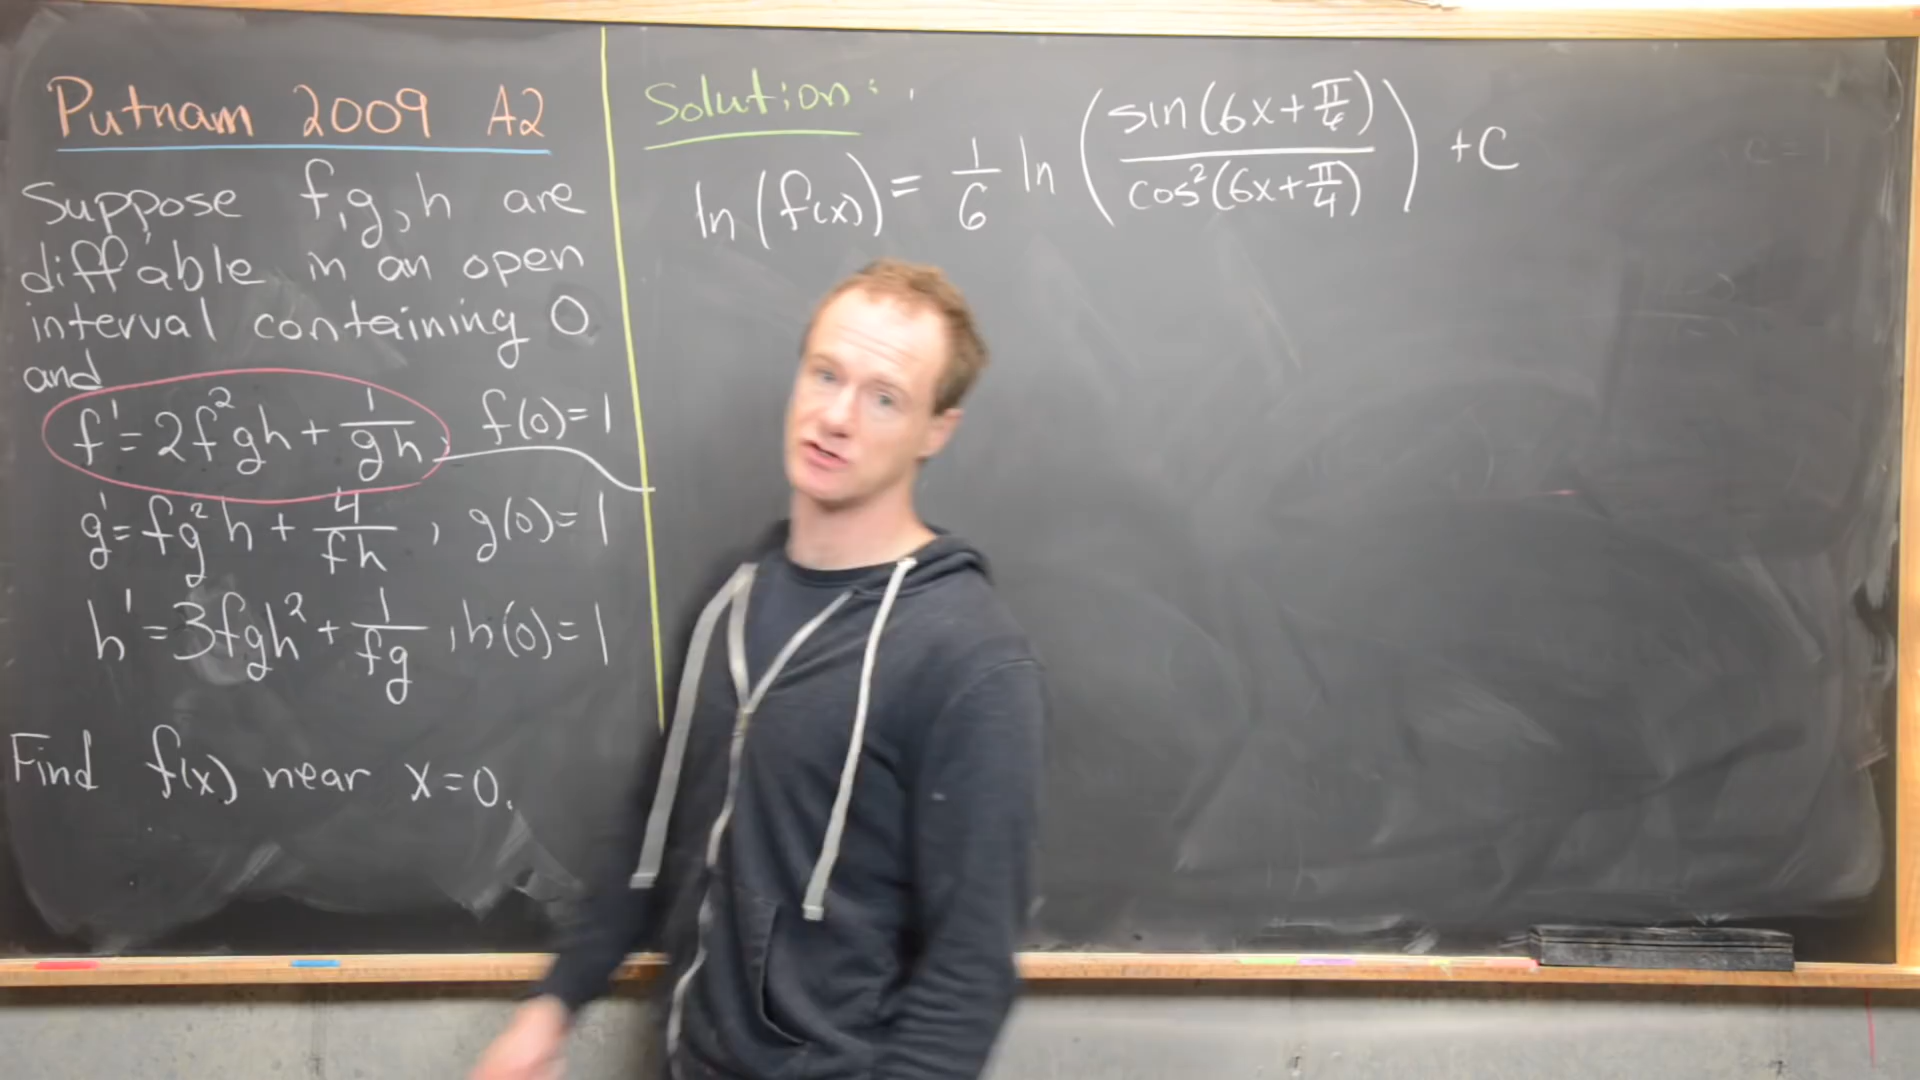 Putnam 2009 A2
Suppose f, g, h are
diff'able in an open
interval containing 0
and
f' = 2f²gh + 1/(gh), f(0) = 1
g' = fg²h + 4/(fh), g(0) = 1
h' = 3fgh² + 1/(fg), h(0) = 1
Find f(x) near x = 0.
Solution:
ln(f(x)) = 1/6 ln(sin(6x + π/4) / cos²(6x + π/4)) + C